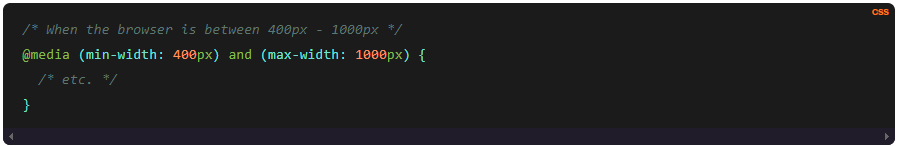 CSS
/* When the browser is between 400px - 1000px */
@media (min-width: 400px) and (max-width: 1000px) {
  /* etc. */
}